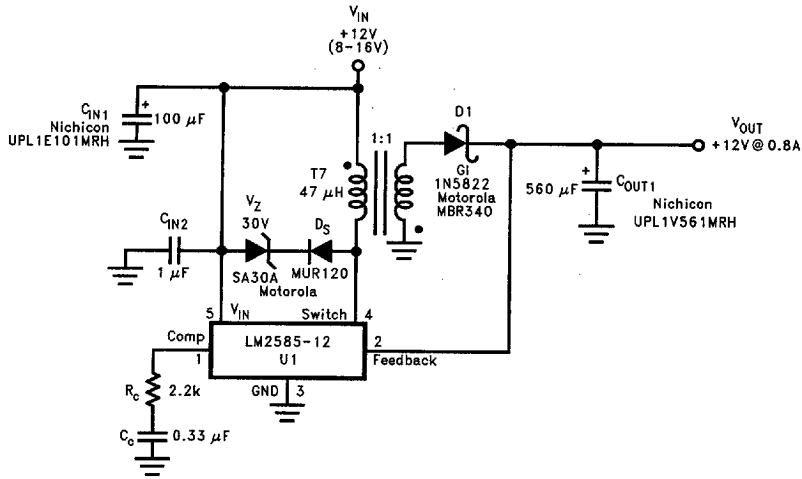 V_IN
+12V
(8-16V)
C_IN1
Nichicon
UPL1E101MRH
+
100 μF
1:1
D1
GI
1N5822
Motorola
MBR340
V_OUT
+12V @ 0.8A
T7
47 μH
+
560 μF
C_OUT1
Nichicon
UPL1V561MRH
C_IN2
1 μF
V_Z
30V
SA30A
Motorola
D_S
MUR120
5
V_IN
Switch
4
Comp
1
LM2585-12
U1
2
Feedback
GND
3
R_c
2.2k
C_c
0.33 μF